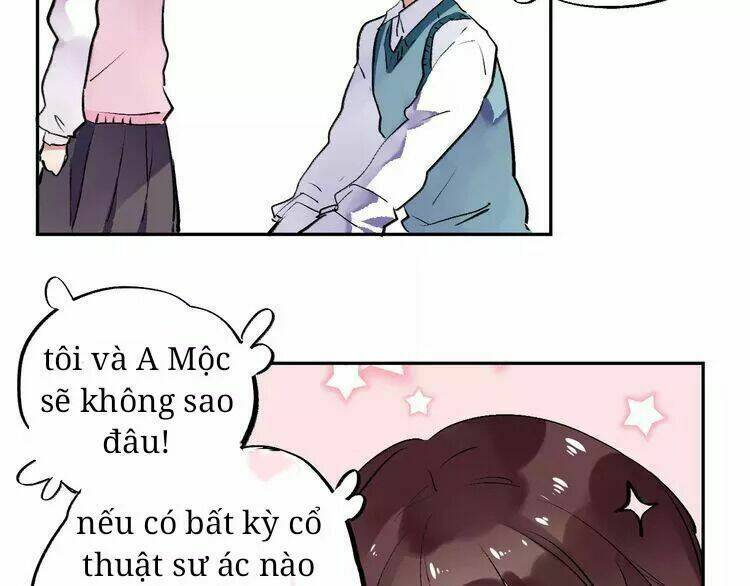 tôi và A Mộc
sẽ không sao
đâu!
nếu có bất kỳ cổ
thuật sư ác nào